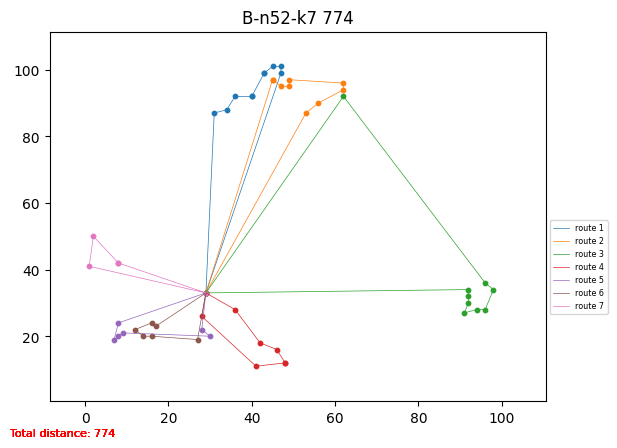 B-n52-k7 774
100
80
60
40
20
0
20
40
60
80
100
route 1
route 2
route 3
route 4
route 5
route 6
route 7
Total distance: 774